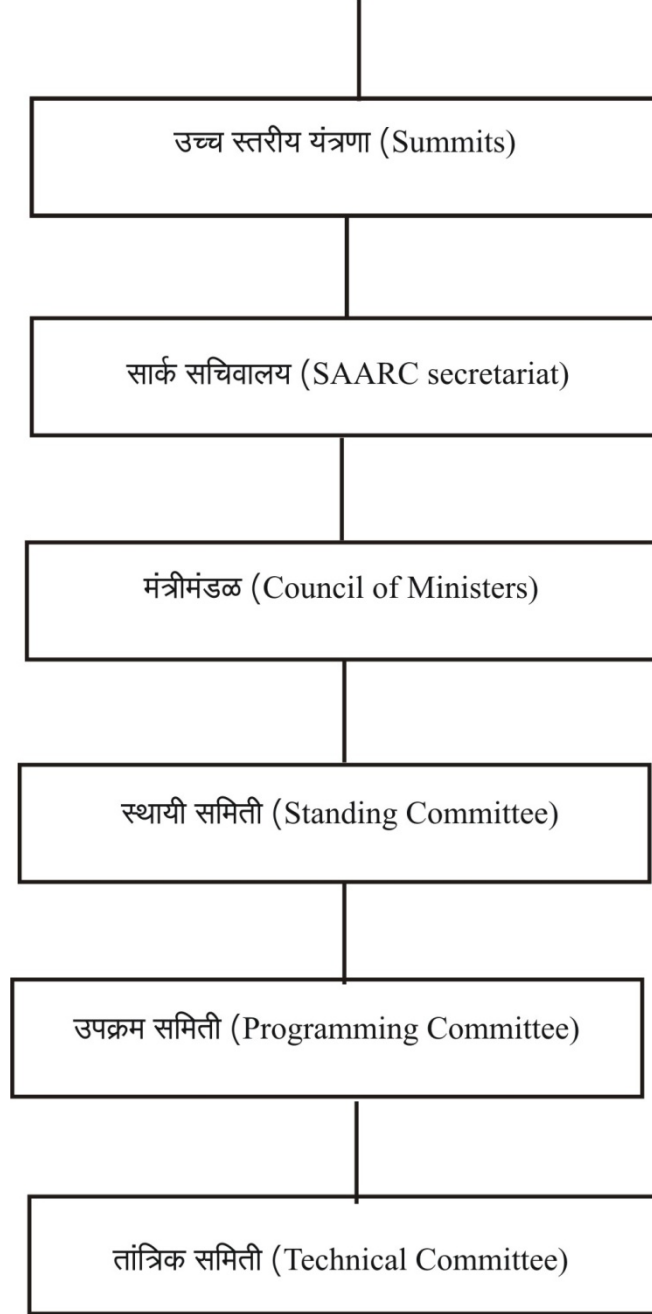 उच्च स्तरीय यंत्रणा (Summits)
सार्क सचिवालय (SAARC secretariat)
मंत्रीमंडळ (Council of Ministers)
स्थायी समिती (Standing Committee)
उपक्रम समिती (Programming Committee)
तांत्रिक समिती (Technical Committee)